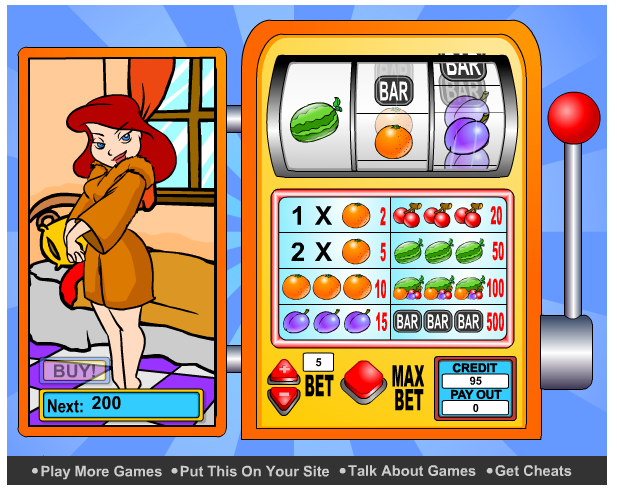 BAR
BAR
BAR
1 X 2
2 X 5
10
15
20
50
100
BAR BAR BAR 500
BUY!
Next: 200
+
-
5
BET
MAX
BET
CREDIT
95
PAY OUT
0
•Play More Games •Put This On Your Site •Talk About Games •Get Cheats